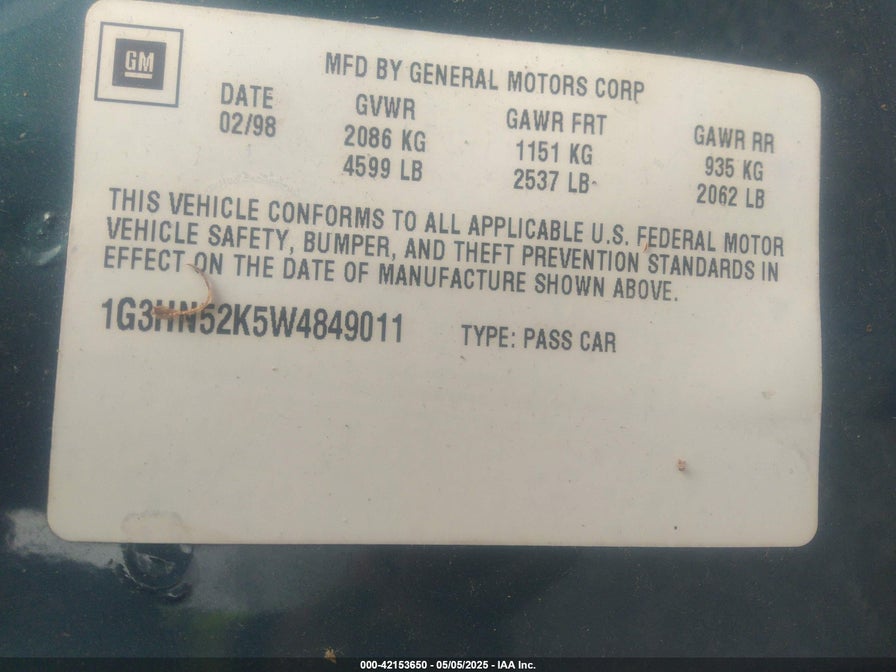 GM
MFD BY GENERAL MOTORS CORP
DATE GVWR GAWR FRT GAWR RR
02/98 2086 KG 1151 KG 935 KG
4599 LB 2537 LB 2062 LB
THIS VEHICLE CONFORMS TO ALL APPLICABLE U.S. FEDERAL MOTOR
VEHICLE SAFETY, BUMPER, AND THEFT PREVENTION STANDARDS IN
EFFECT ON THE DATE OF MANUFACTURE SHOWN ABOVE.
1G3HN52K5W4849011 TYPE: PASS CAR
000-42153650 - 05/05/2025 - IAA Inc.